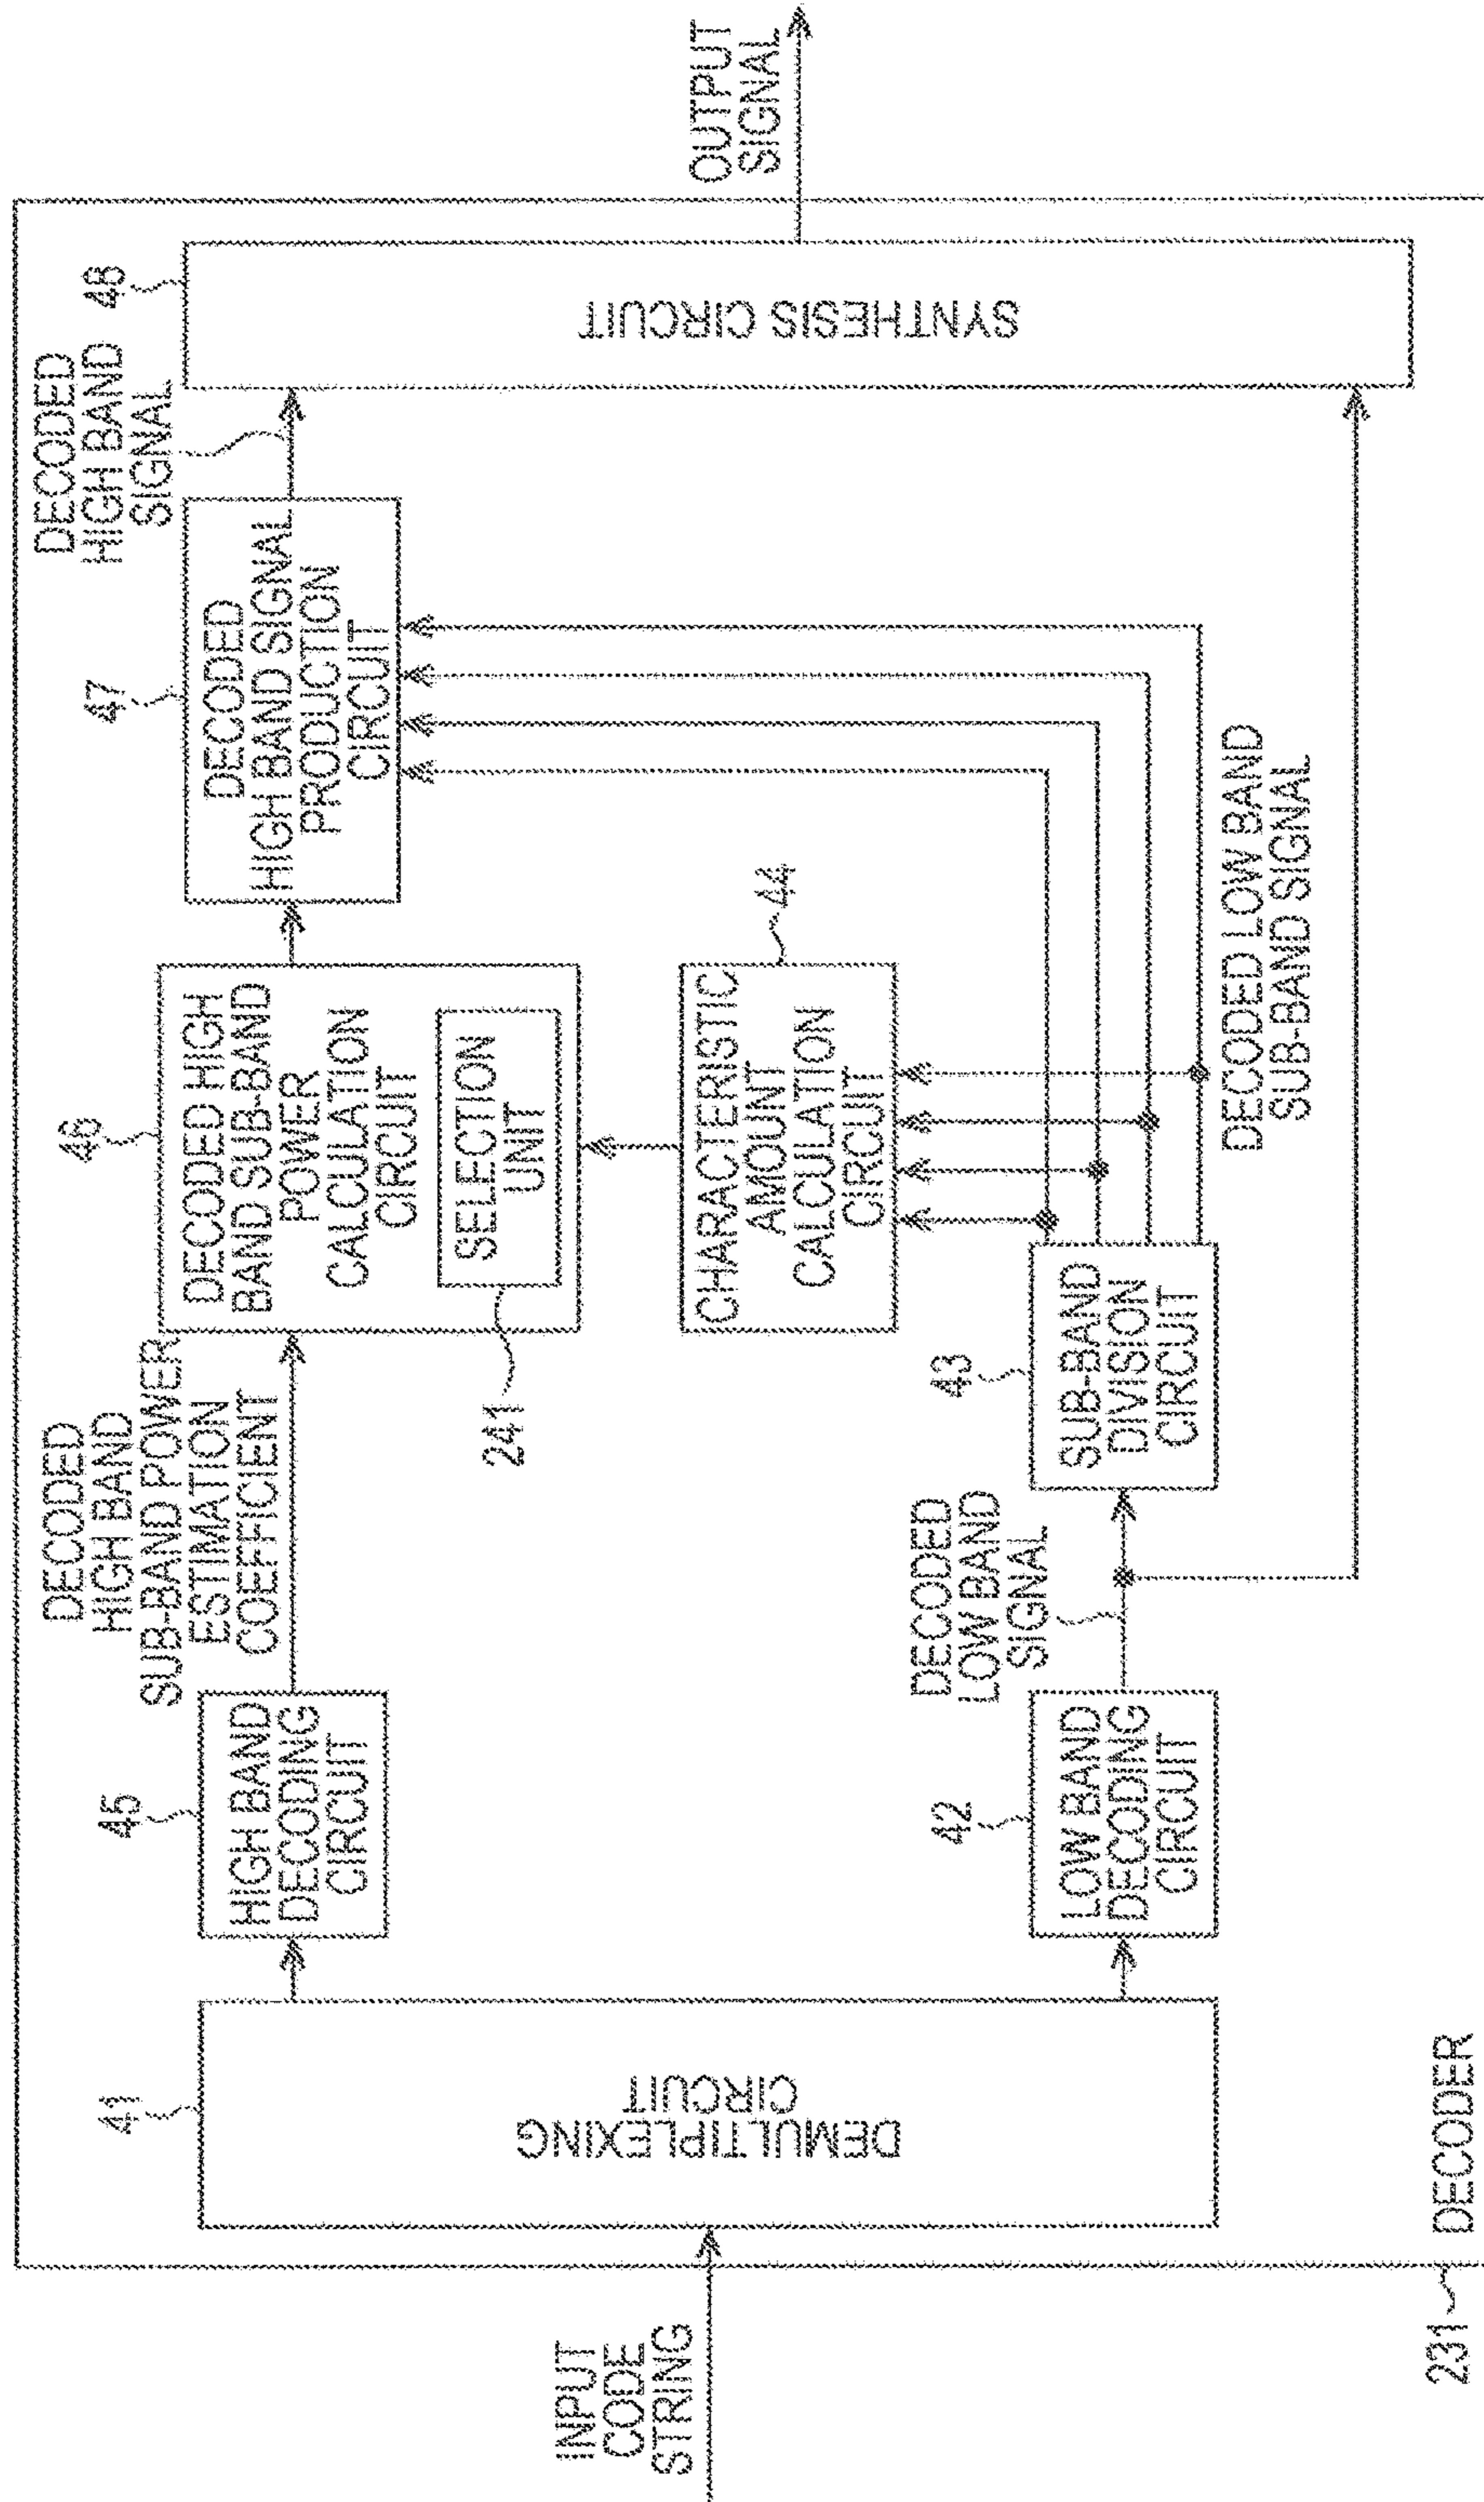 INPUT
CODE
STRING
41
DEMULTIPLEXING
CIRCUIT
45
HIGH BAND
DECODING
CIRCUIT
DECODED
HIGH BAND
SUB-BAND POWER
ESTIMATION
COEFFICIENT
46
DECODED HIGH
BAND SUB-BAND
POWER
CALCULATION
CIRCUIT
SELECTION
UNIT
241
47
DECODED
HIGH BAND SIGNAL
PRODUCTION
CIRCUIT
DECODED
HIGH BAND
SIGNAL
48
SYNTHESIS CIRCUIT
OUTPUT
SIGNAL
42
LOW BAND
DECODING
CIRCUIT
DECODED
LOW BAND
SIGNAL
43
SUB-BAND
DIVISION
CIRCUIT
CHARACTERISTIC
AMOUNT
CALCULATION
CIRCUIT
44
DECODED LOW BAND
SUB-BAND SIGNAL
231
DECODER